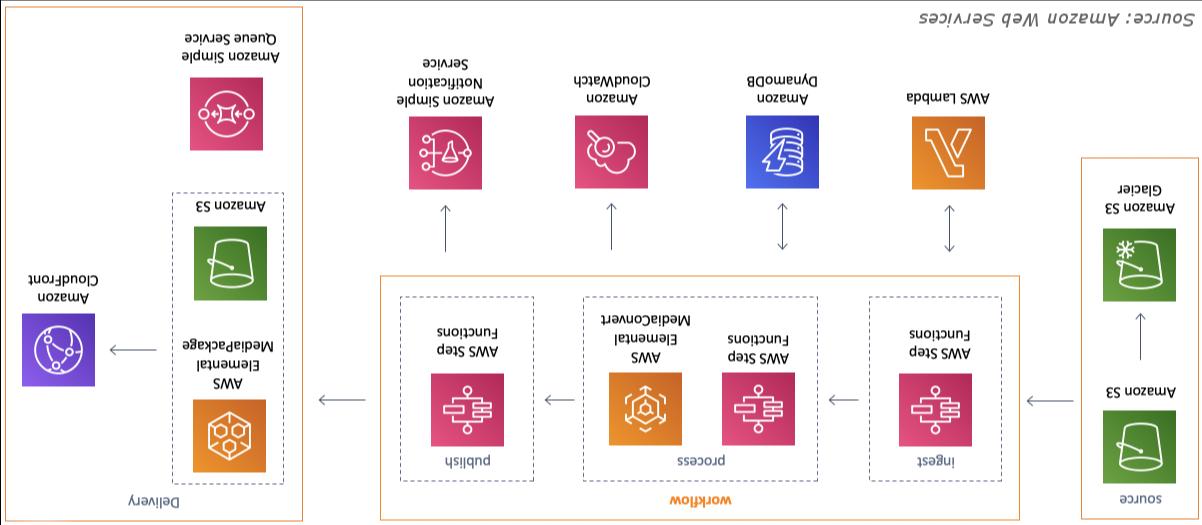 source
Amazon S3
Amazon S3
Glacier
workflow
ingest
AWS Step
Functions
process
AWS Step
Functions
AWS
Elemental
MediaConvert
publish
AWS Step
Functions
AWS Lambda
Amazon
DynamoDB
Amazon
CloudWatch
Amazon Simple
Notification
Service
Delivery
AWS
Elemental
MediaPackage
Amazon S3
Amazon
CloudFront
Amazon Simple
Queue Service
Source: Amazon Web Services